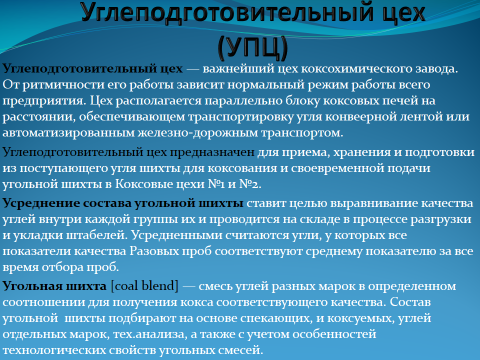 Углеподготовительный цех
(УПЦ)
Углеподготовительный цех — важнейший цех коксохимического завода.
От ритмичности его работы зависит нормальный режим работы всего
предприятия. Цех располагается параллельно блоку коксовых печей на
расстоянии, обеспечивающем транспортировку угля конвеерной лентой или
автоматизированным железно-дорожным транспортом.
Углеподготовительный цех предназначен для приема, хранения и подготовки
из поступающего угля шихты для коксования и своевременной подачи
угольной шихты в Коксовые цехи №1 и №2.
Усреднение состава угольной шихты ставит целью выравнивание качества
углей внутри каждой группы их и проводится на складе в процессе разгрузки
и укладки штабелей. Усредненными считаются угли, у которых все
показатели качества Разовых проб соответствуют среднему показателю за все
время отбора проб.
Угольная шихта [coal blend] — смесь углей разных марок в определенном
соотношении для получения кокса соответствующего качества. Состав
угольной шихты подбирают на основе спекающих, и коксуемых, углей
отдельных марок, тех.анализа, а также с учетом особенностей
технологических свойств угольных смесей.